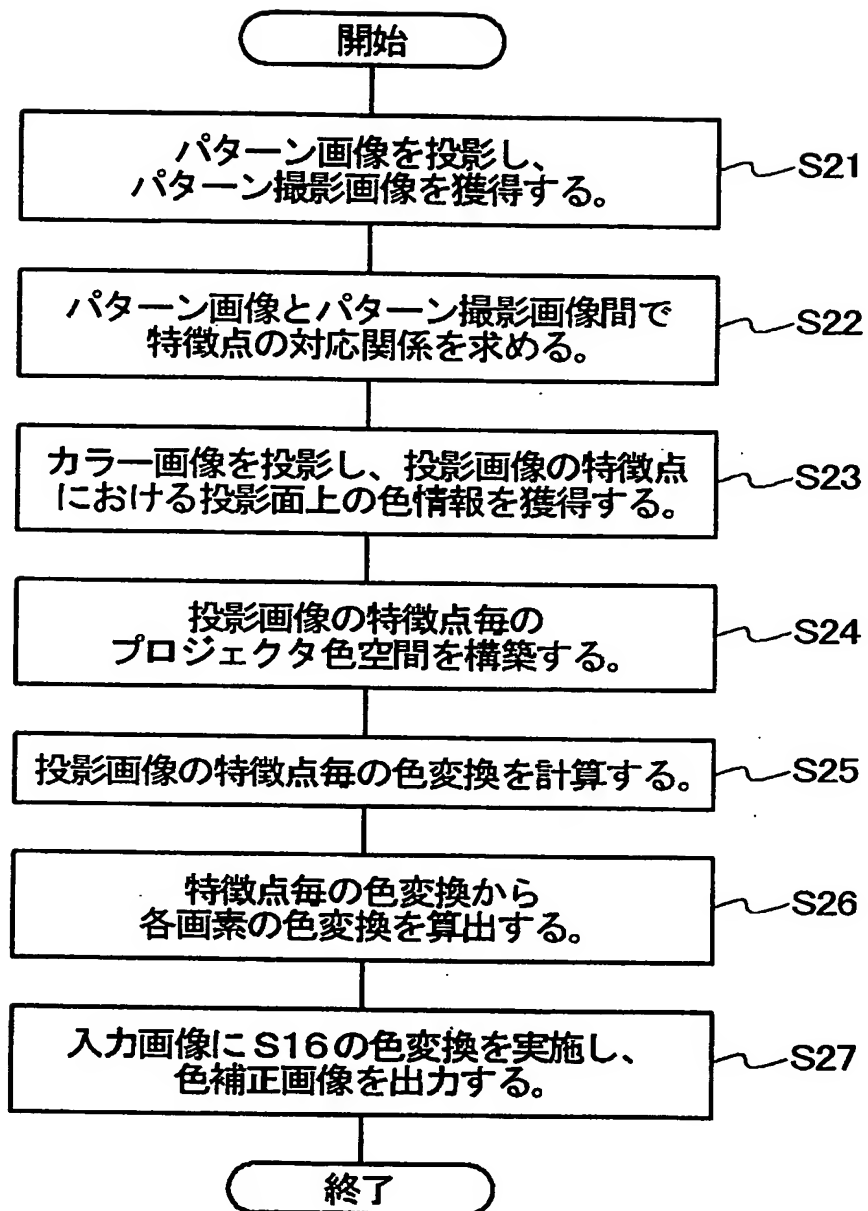 開始
パターン画像を投影し、
パターン撮影画像を獲得する。
S21
パターン画像とパターン撮影画像間で
特徴点の対応関係を求める。
S22
カラー画像を投影し、投影画像の特徴点
における投影面上の色情報を獲得する。
S23
投影画像の特徴点毎の
プロジェクタ色空間を構築する。
S24
投影画像の特徴点毎の色変換を計算する。
S25
特徴点毎の色変換から
各画素の色変換を算出する。
S26
入力画像にS16の色変換を実施し、
色補正画像を出力する。
S27
終了